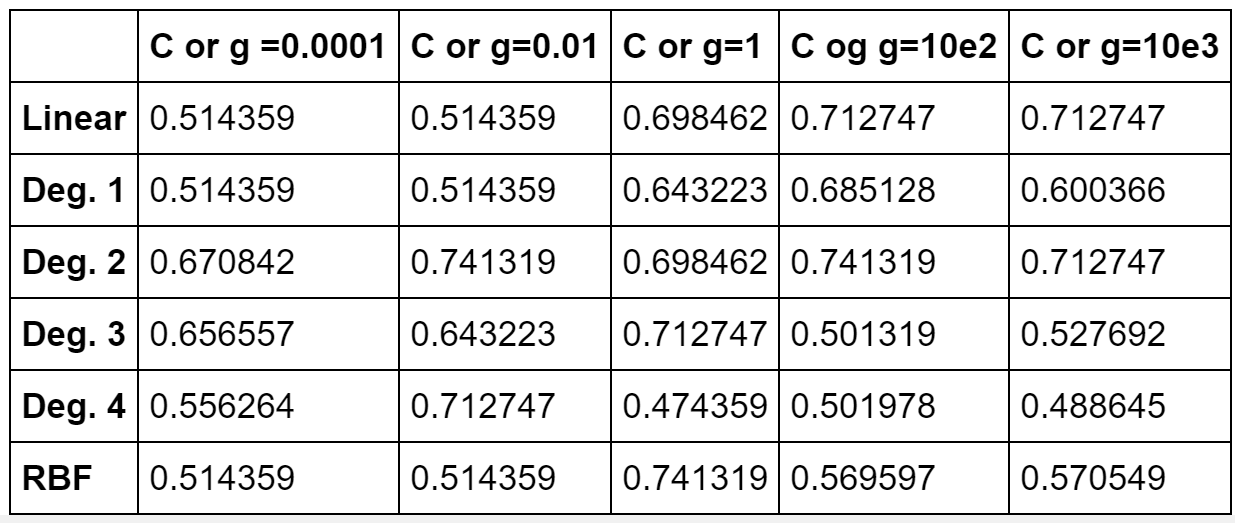 C or g =0.0001 C or g=0.01 C or g=1 C og g=10e2 C or g=10e3
Linear 0.514359 0.514359 0.698462 0.712747 0.712747
Deg. 1 0.514359 0.514359 0.643223 0.685128 0.600366
Deg. 2 0.670842 0.741319 0.698462 0.741319 0.712747
Deg. 3 0.656557 0.643223 0.712747 0.501319 0.527692
Deg. 4 0.556264 0.712747 0.474359 0.501978 0.488645
RBF 0.514359 0.514359 0.741319 0.569597 0.570549